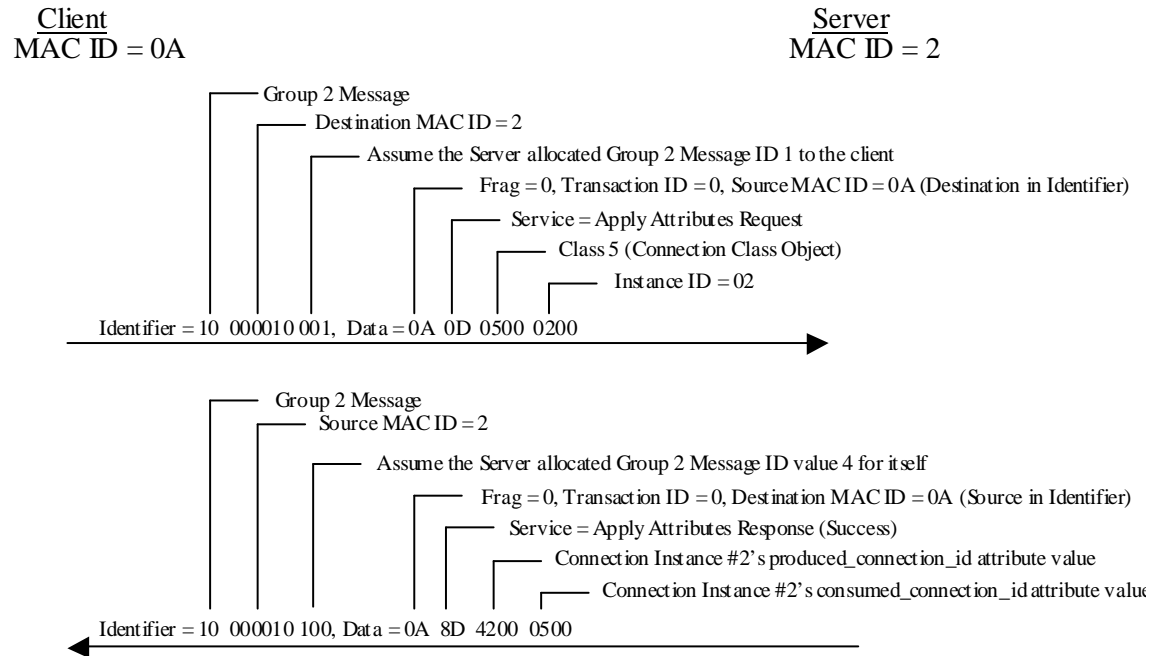 Client
MAC ID = 0A
Server
MAC ID = 2
Group 2 Message
Destination MAC ID = 2
Assume the Server allocated Group 2 Message ID 1 to the client
Frag = 0, Transaction ID = 0, Source MAC ID = 0A (Destination in Identifier)
Service = Apply Attributes Request
Class 5 (Connection Class Object)
Instance ID = 02
Identifier = 10 000010 001, Data = 0A 0D 0500 0200
Group 2 Message
Source MAC ID = 2
Assume the Server allocated Group 2 Message ID value 4 for itself
Frag = 0, Transaction ID = 0, Destination MAC ID = 0A (Source in Identifier)
Service = Apply Attributes Response (Success)
Connection Instance #2's produced_connection_id attribute value
Connection Instance #2's consumed_connection_id attribute value
Identifier = 10 000010 100, Data = 0A 8D 4200 0500